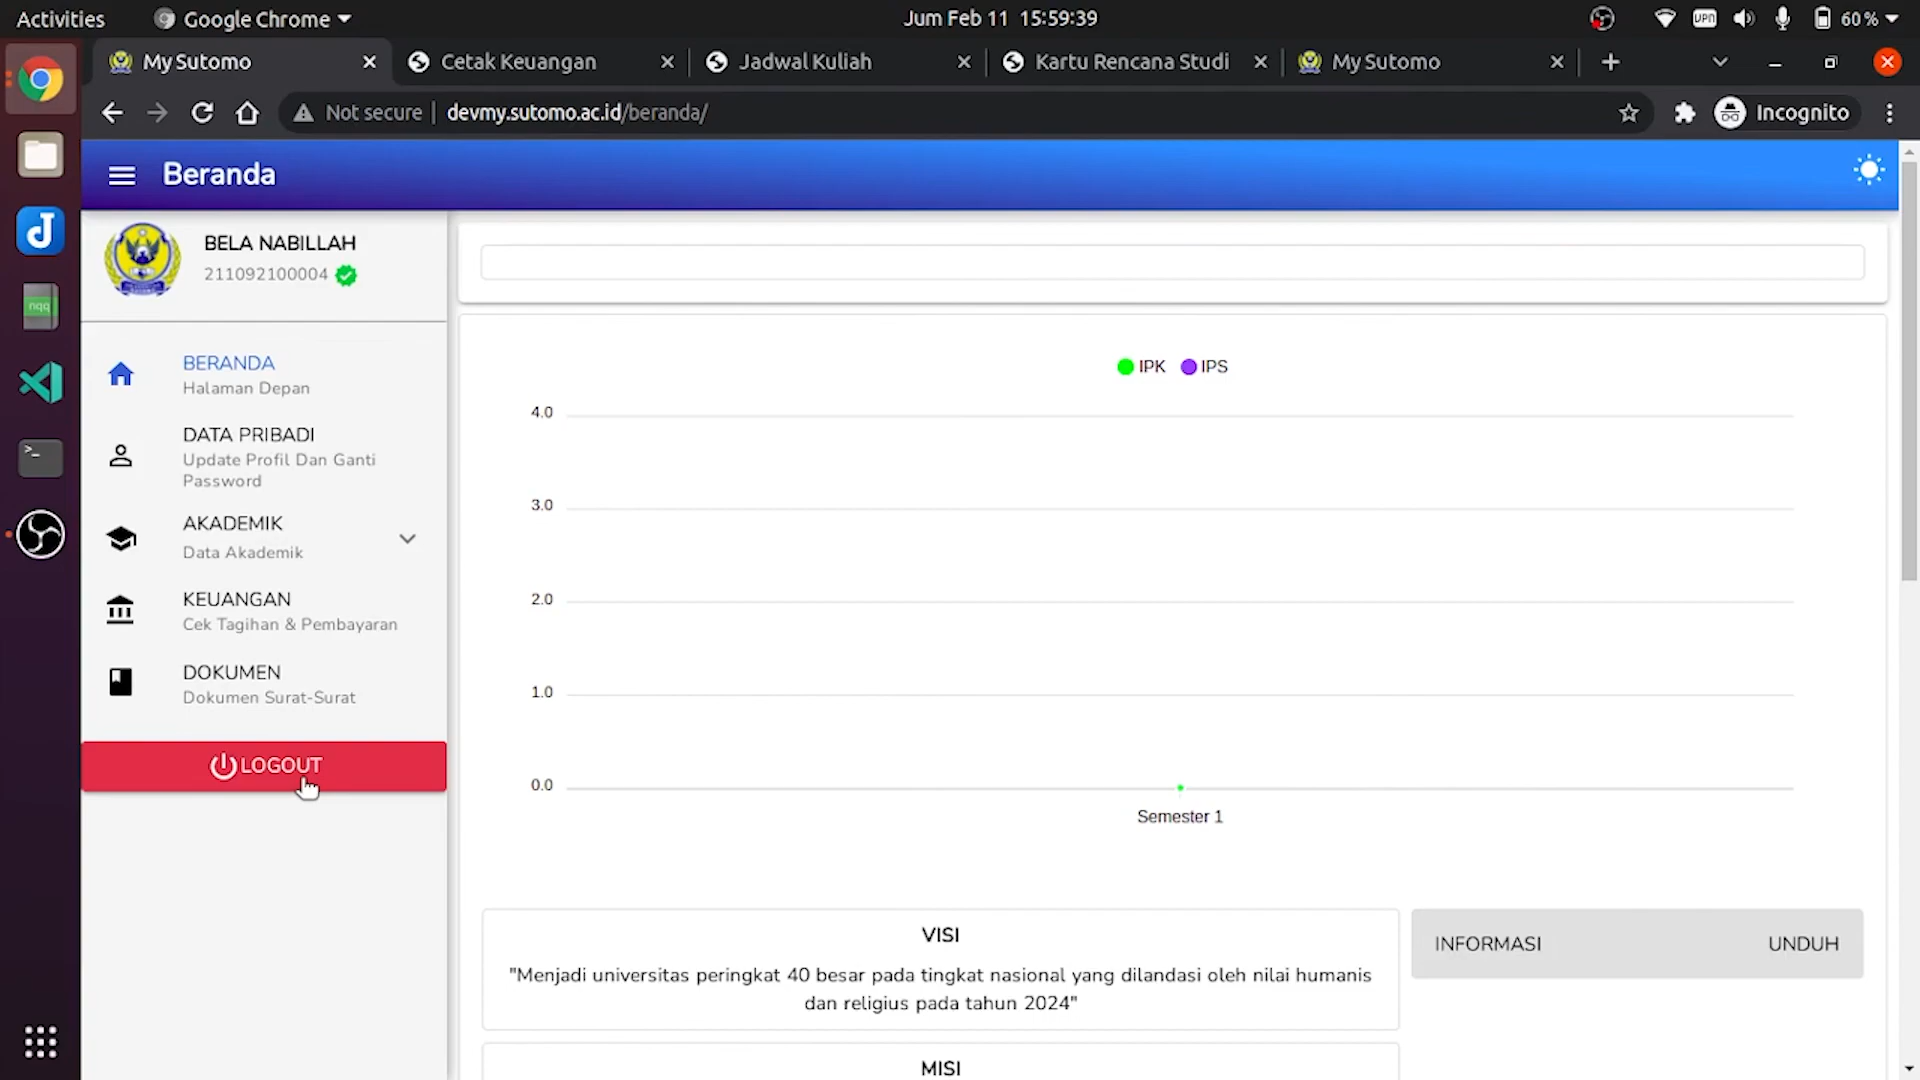 Activities
Google Chrome
Jum Feb 11 15:59:39
VPN
60 %
My Sutomo
Cetak Keuangan
Jadwal Kuliah
Kartu Rencana Studi
My Sutomo
Not secure
devmy.sutomo.ac.id/beranda/
Incognito
Beranda
nqq
BELA NABILLAH
211092100004
BERANDA
Halaman Depan
DATA PRIBADI
Update Profil Dan Ganti
Password
AKADEMIK
Data Akademik
KEUANGAN
Cek Tagihan & Pembayaran
DOKUMEN
Dokumen Surat-Surat
LOGOUT
IPK
IPS
4.0
3.0
2.0
1.0
0.0
Semester 1
VISI
"Menjadi universitas peringkat 40 besar pada tingkat nasional yang dilandasi oleh nilai humanis
dan religius pada tahun 2024"
INFORMASI
UNDUH
MISI